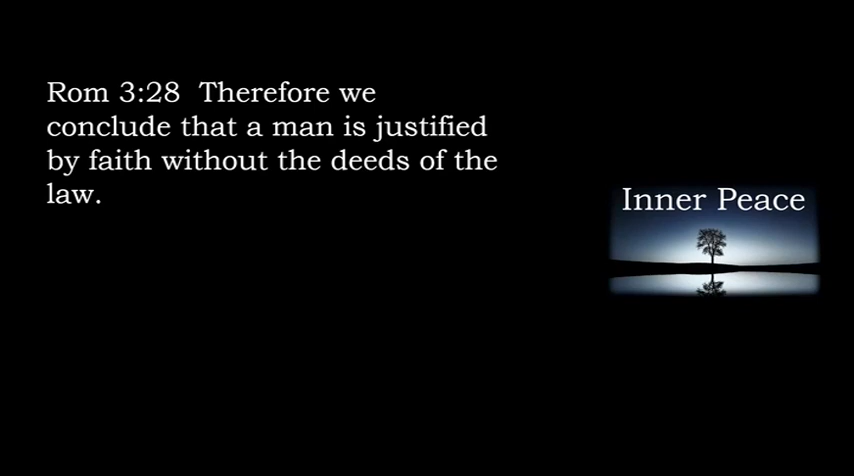 Rom 3:28  Therefore we
conclude that a man is justified
by faith without the deeds of the
law.
Inner Peace